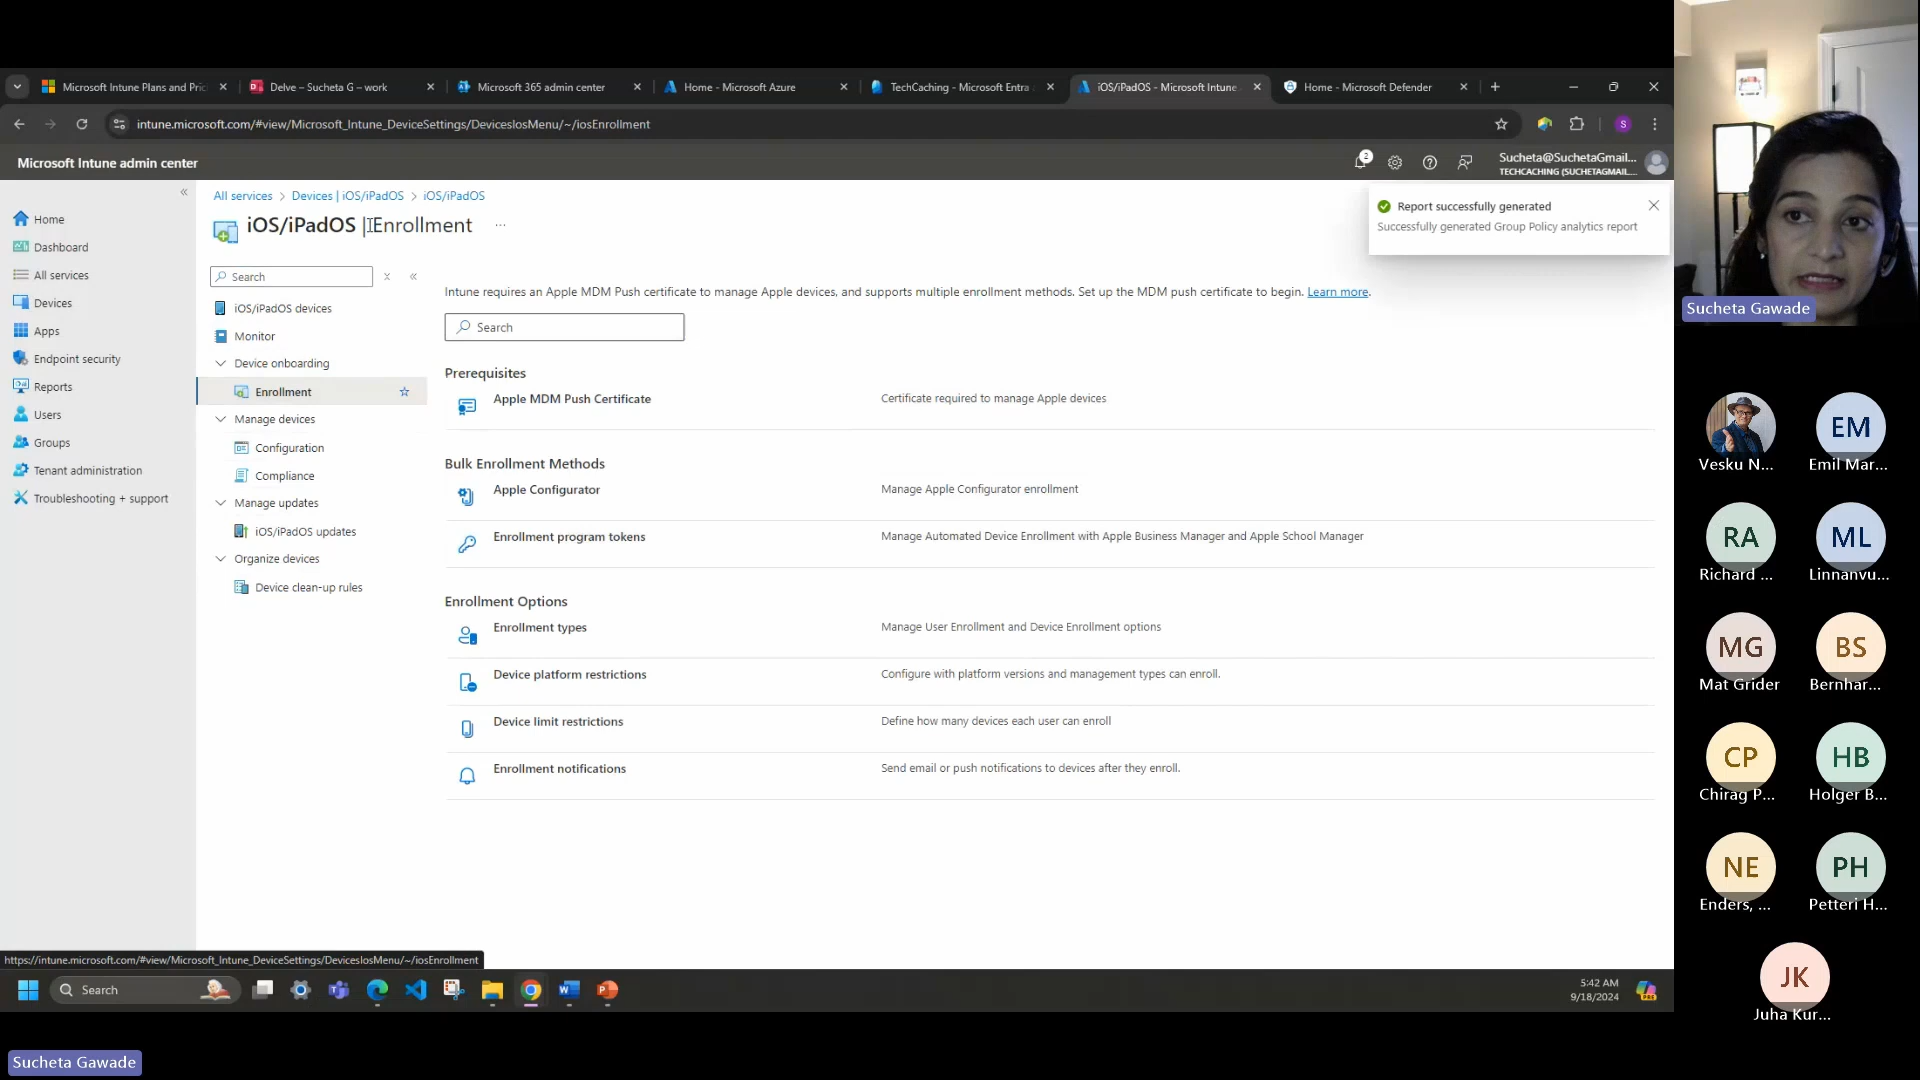 Microsoft Intune Plans and Pric
Delve – Sucheta G – work
Microsoft 365 admin center
Home - Microsoft Azure
TechCaching - Microsoft Entra
iOS/iPadOS - Microsoft Intune
Home - Microsoft Defender
intune.microsoft.com/#view/Microsoft_Intune_DeviceSettings/DevicesIosMenu/~/iosEnrollment
S
Microsoft Intune admin center
2
Sucheta@SuchetaGmail...
TECHCACHING (SUCHETAGMAIL...
Home
Dashboard
All services
Devices
Apps
Endpoint security
Reports
Users
Groups
Tenant administration
Troubleshooting + support
All services > Devices | iOS/iPadOS > iOS/iPadOS
iOS/iPadOS | Enrollment
...
Report successfully generated
Successfully generated Group Policy analytics report
Search
iOS/iPadOS devices
Monitor
Device onboarding
Enrollment
Manage devices
Configuration
Compliance
Manage updates
iOS/iPadOS updates
Organize devices
Device clean-up rules
Intune requires an Apple MDM Push certificate to manage Apple devices, and supports multiple enrollment methods. Set up the MDM push certificate to begin. Learn more.
Search
Prerequisites
Apple MDM Push Certificate
Certificate required to manage Apple devices
Bulk Enrollment Methods
Apple Configurator
Manage Apple Configurator enrollment
Enrollment program tokens
Manage Automated Device Enrollment with Apple Business Manager and Apple School Manager
Enrollment Options
Enrollment types
Manage User Enrollment and Device Enrollment options
Device platform restrictions
Configure with platform versions and management types can enroll.
Device limit restrictions
Define how many devices each user can enroll
Enrollment notifications
Send email or push notifications to devices after they enroll.
https://intune.microsoft.com/#view/Microsoft_Intune_DeviceSettings/DevicesIosMenu/~/iosEnrollment
Search
5:42 AM
9/18/2024
Sucheta Gawade
Sucheta Gawade
Vesku N...
EM
Emil Mar...
RA
Richard ...
ML
Linnanvu...
MG
Mat Grider
BS
Bernhar...
CP
Chirag P...
HB
Holger B...
NE
Enders, ...
PH
Petteri H...
JK
Juha Kur...